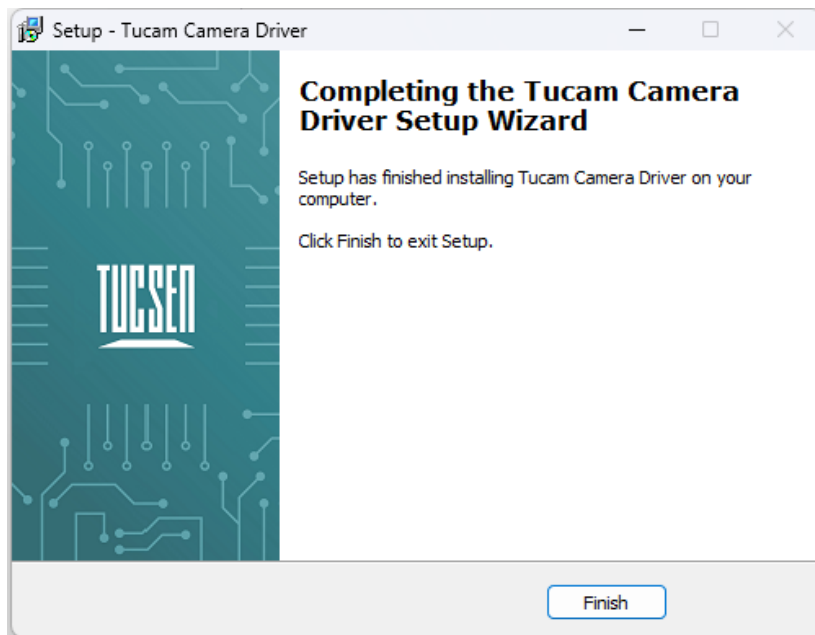 Setup - Tucam Camera Driver
Completing the Tucam Camera
Driver Setup Wizard
Setup has finished installing Tucam Camera Driver on your
computer.
Click Finish to exit Setup.
TUCSEN
Finish